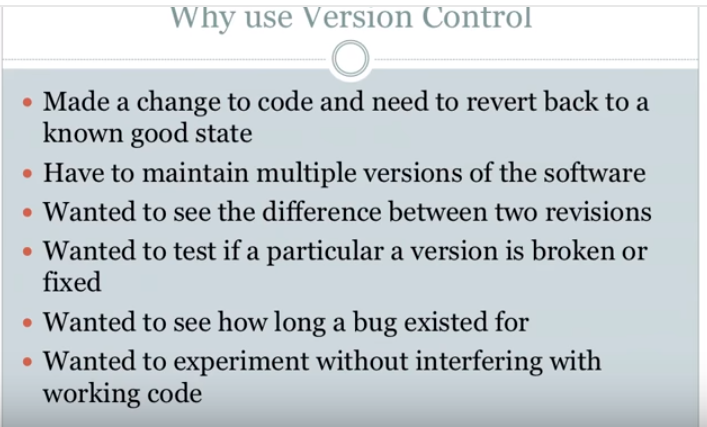 Why use Version Control
• Made a change to code and need to revert back to a
known good state
• Have to maintain multiple versions of the software
• Wanted to see the difference between two revisions
• Wanted to test if a particular a version is broken or
fixed
• Wanted to see how long a bug existed for
• Wanted to experiment without interfering with
working code